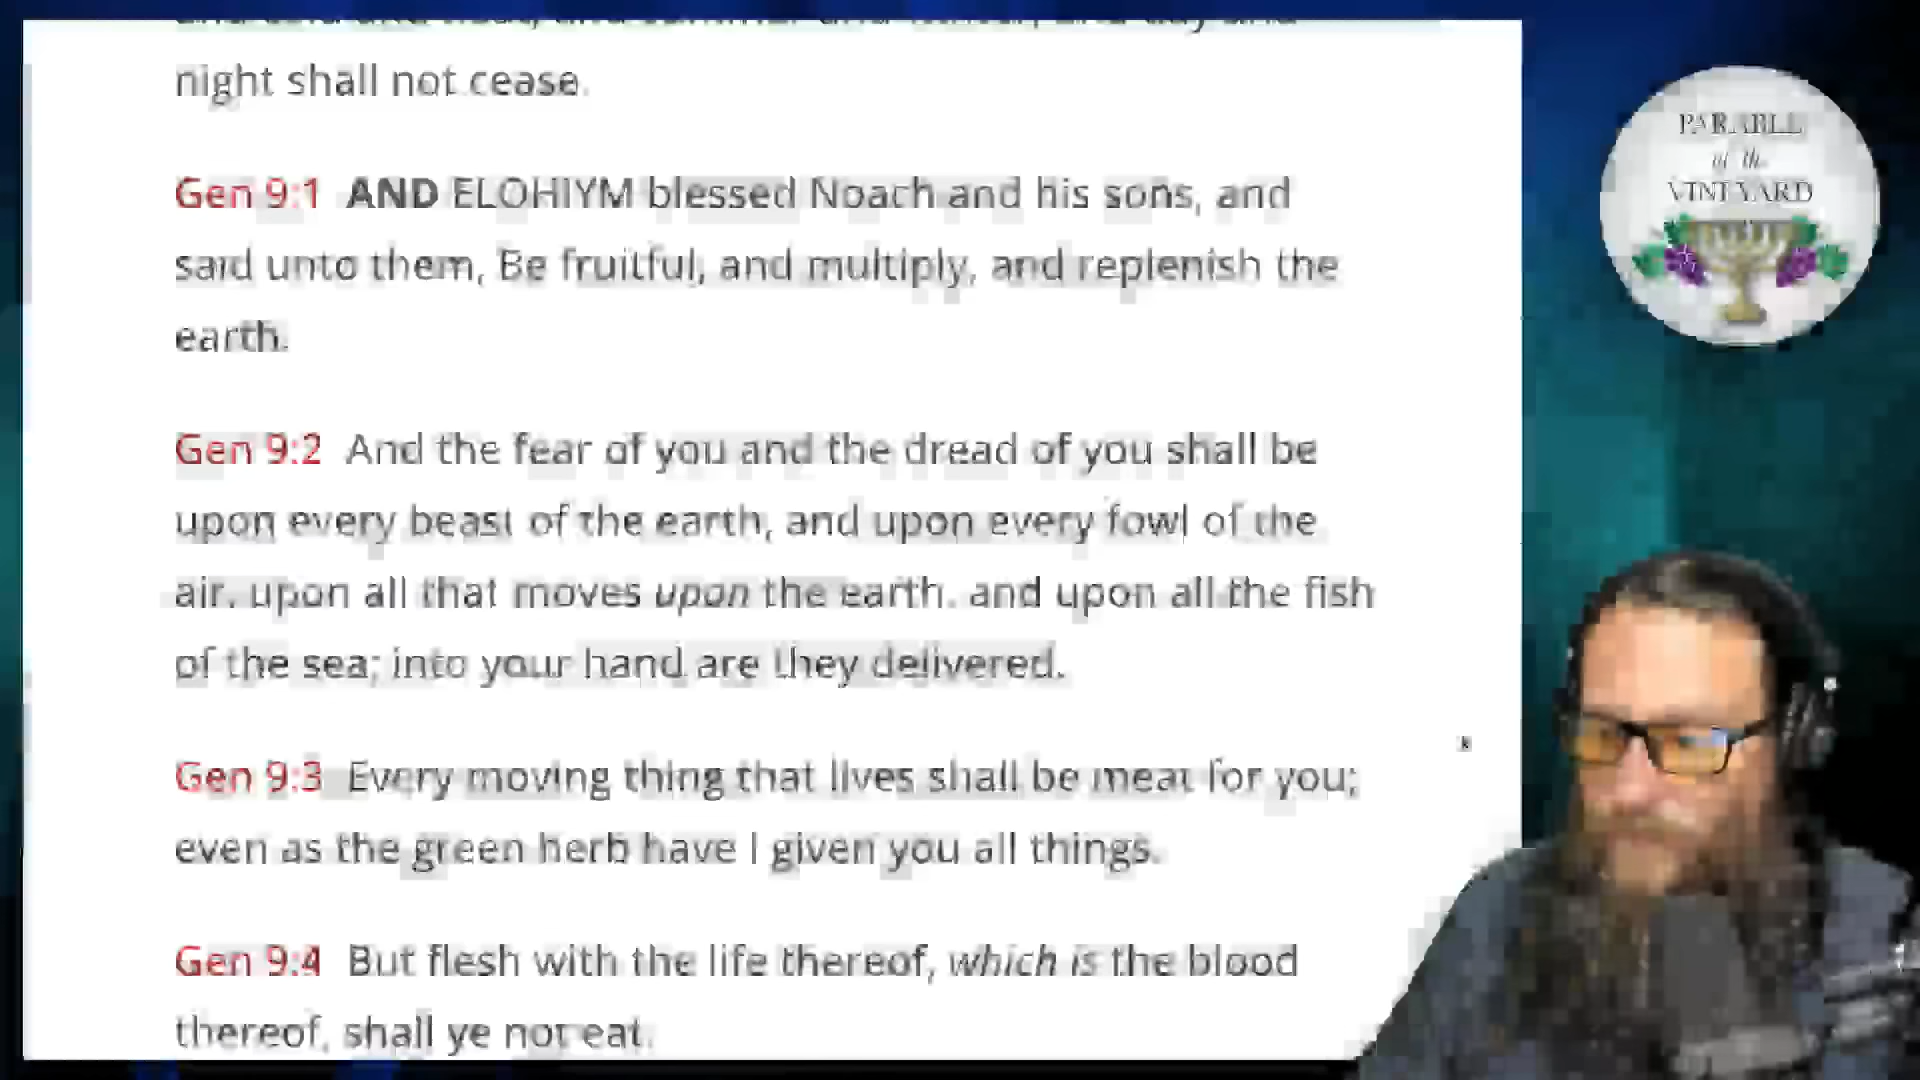 night shall not cease.
Gen 9:1 AND ELOHIYM blessed Noach and his sons, and
said unto them, Be fruitful, and multiply, and replenish the
earth.
Gen 9:2 And the fear of you and the dread of you shall be
upon every beast of the earth, and upon every fowl of the
air, upon all that moves upon the earth, and upon all the fish
of the sea; into your hand are they delivered.
Gen 9:3 Every moving thing that lives shall be meat for you;
even as the green herb have I given you all things.
Gen 9:4 But flesh with the life thereof, which is the blood
thereof, shall ye not eat.
PARABLE
of the
VINEYARD